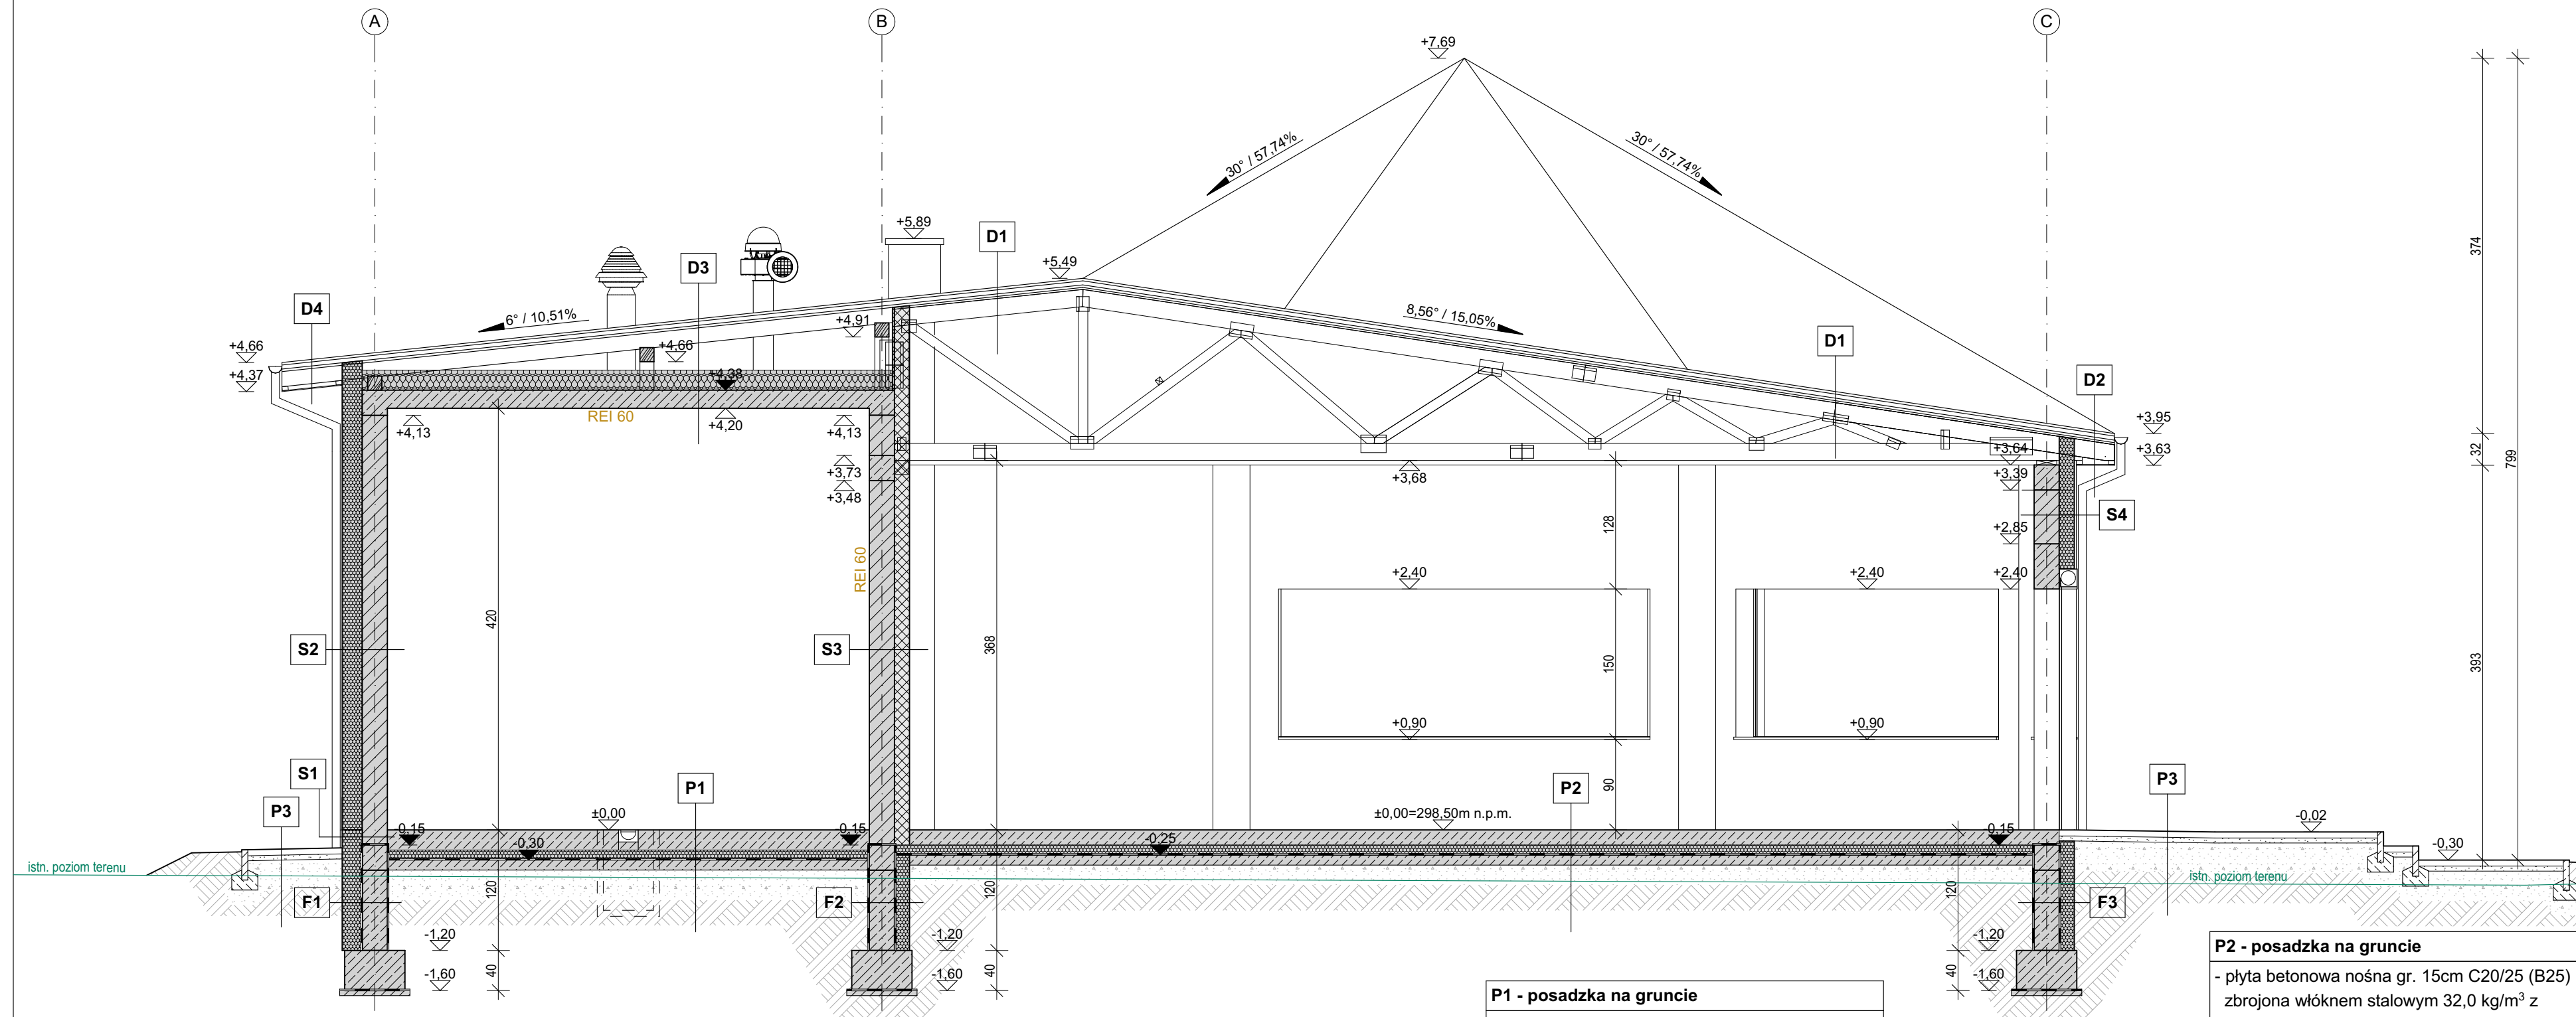 A
B
C
+7,69
30° / 57,74%
30° / 57,74%
+5,89
D1
D3
+5,49
374
D4
6° / 10,51%
+4,91
8,56° / 15,05%
D1
+4,66
+4,66
D2
+4,37
+4,38
REI 60
+4,13
+4,20
+4,13
+3,95
+3,64
+3,63
32
799
+3,73
+3,68
+3,39
+3,48
128
S4
+2,85
REI 60
+2,40
+2,40
+2,40
420
S2
S3
368
150
393
+0,90
+0,90
S1
P1
P2
P3
90
P3
±0,00
±0,00=298,50m n.p.m.
-0,02
-0,15
-0,15
-0,15
-0,30
-0,25
-0,30
istn. poziom terenu
istn. poziom terenu
F1
120
F2
120
120
F3
-1,20
-1,20
-1,20
P2 - posadzka na gruncie
-1,60
40
-1,60
40
40
-1,60
- płyta betonowa nośna gr. 15cm C20/25 (B25)
P1 - posadzka na gruncie
zbrojona włóknem stalowym 32,0 kg/m³ z